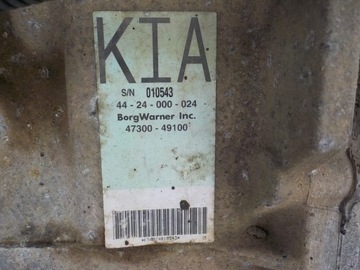 KIA
S/N 010543
44 - 24 - 000 - 024
BorgWarner Inc.
47300 - 49100